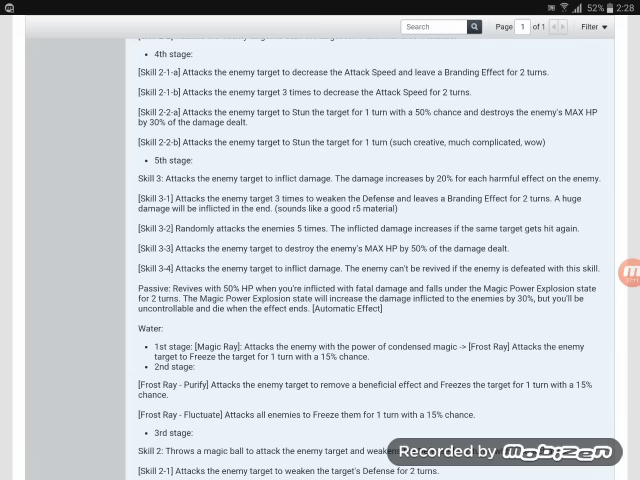 52% 2:28
Search Page 1 of 1 Filter
• 4th stage:
[Skill 2-1-a] Attacks the enemy target to decrease the Attack Speed and leave a Branding Effect for 2 turns.
[Skill 2-1-b] Attacks the enemy target 3 times to decrease the Attack Speed for 2 turns.
[Skill 2-2-a] Attacks the enemy target to Stun the target for 1 turn with a 50% chance and destroys the enemy's MAX HP
by 30% of the damage dealt.
[Skill 2-2-b] Attacks the enemy target to Stun the target for 1 turn (such creative, much complicated, wow)
• 5th stage:
Skill 3: Attacks the enemy target to inflict damage. The damage increases by 20% for each harmful effect on the enemy.
[Skill 3-1] Attacks the enemy target 3 times to weaken the Defense and leaves a Branding Effect for 2 turns. A huge
damage will be inflicted in the end. (sounds like a good r5 material)
[Skill 3-2] Randomly attacks the enemies 5 times. The inflicted damage increases if the same target gets hit again.
[Skill 3-3] Attacks the enemy target to destroy the enemy's MAX HP by 50% of the damage dealt.
[Skill 3-4] Attacks the enemy target to inflict damage. The enemy can't be revived if the enemy is defeated with this skill.
Passive: Revives with 50% HP when you're inflicted with fatal damage and falls under the Magic Power Explosion state
for 2 turns. The Magic Power Explosion state will increase the damage inflicted to the enemies by 30%, but you'll be
uncontrollable and die when the effect ends. [Automatic Effect]
Water:
• 1st stage: [Magic Ray]: Attacks the enemy with the power of condensed magic -> [Frost Ray] Attacks the enemy
target to Freeze the target for 1 turn with a 15% chance.
• 2nd stage:
[Frost Ray - Purify] Attacks the enemy target to remove a beneficial effect and Freezes the target for 1 turn with a 15%
chance.
[Frost Ray - Fluctuate] Attacks all enemies to Freeze them for 1 turn with a 15% chance.
• 3rd stage:
Skill 2: Throws a magic ball to attack the enemy target and weakens
Recorded by Mobizen
[Skill 2-1] Attacks the enemy target to weaken the target's Defense for 2 turns.